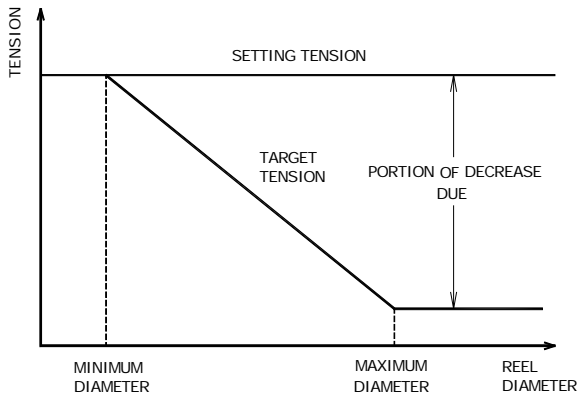 TENSION
SETTING TENSION
TARGET
TENSION
PORTION OF DECREASE
DUE
MINIMUM
DIAMETER
MAXIMUM
DIAMETER
REEL
DIAMETER